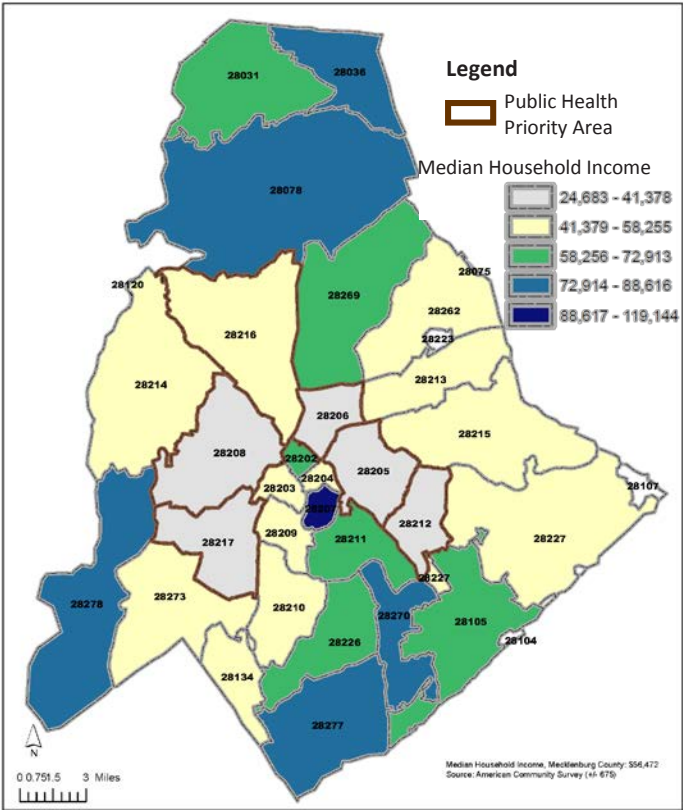 28031
28036
Legend
Public Health
Priority Area
Median Household Income
24,683 - 41,378
41,379 - 58,255
58,256 - 72,913
72,914 - 88,616
88,617 - 119,144
28078
28075
28120
28269
28262
28216
28223
28214
28213
28206
28215
28202
28208
28205
28204
28203
28107
28207
28212
28209
28211
28227
28217
28227
28273
28278
28210
28270
28105
28226
28104
28134
28277
N
0 0.751.5 3 Miles
Median Household Income, Mecklenburg County: $56,472
Source: American Community Survey (+/- 675)